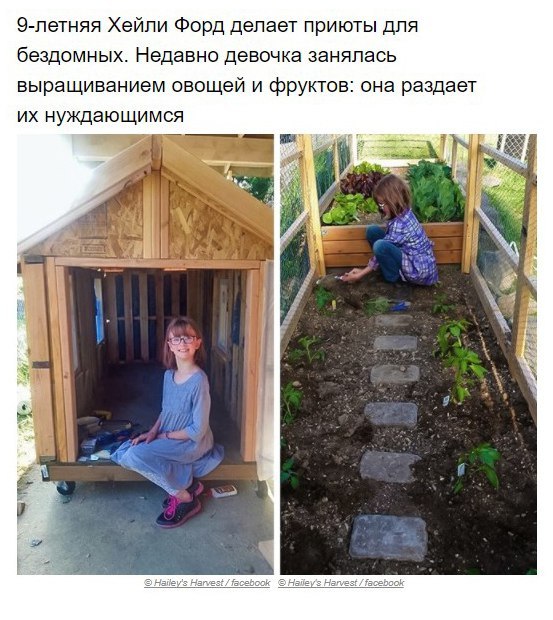 9-летняя Хейли Форд делает приюты для
бездомных. Недавно девочка занялась
выращиванием овощей и фруктов: она раздает
их нуждающимся
© Hailey's Harvest / facebook © Hailey's Harvest / facebook